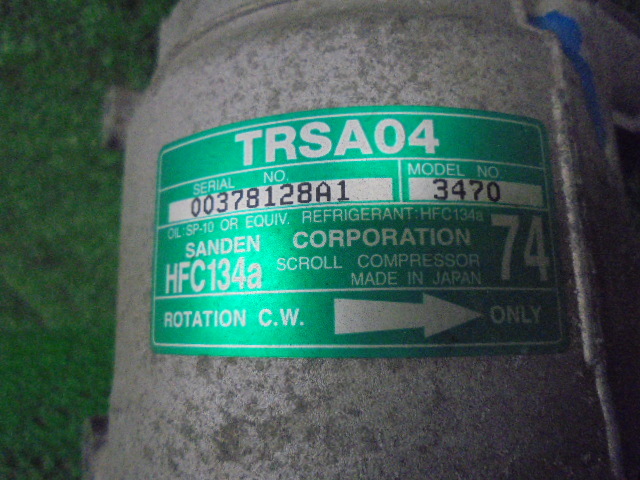 TRSA04
SERIAL NO. MODEL NO
00378128A1 3470
OIL:SP-10 OR EQUIV. REFRIGERANT:HFC134a
SANDEN CORPORATION 74
HFC134a SCROLL COMPRESSOR
MADE IN JAPAN
ROTATION C.W. ONLY